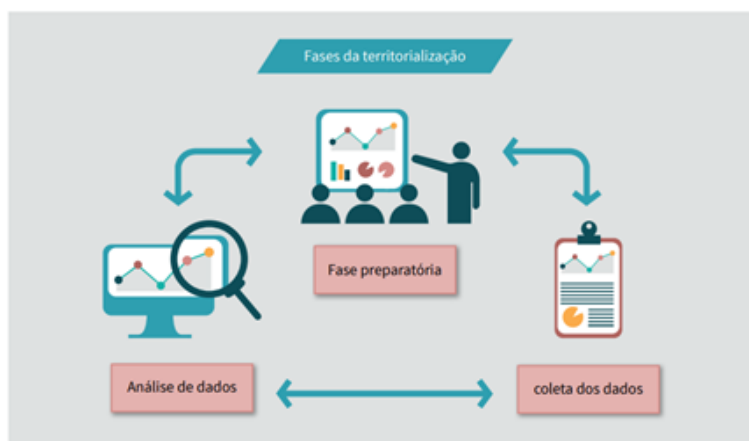 Fases da territorialização
Fase preparatória
Análise de dados
coleta dos dados